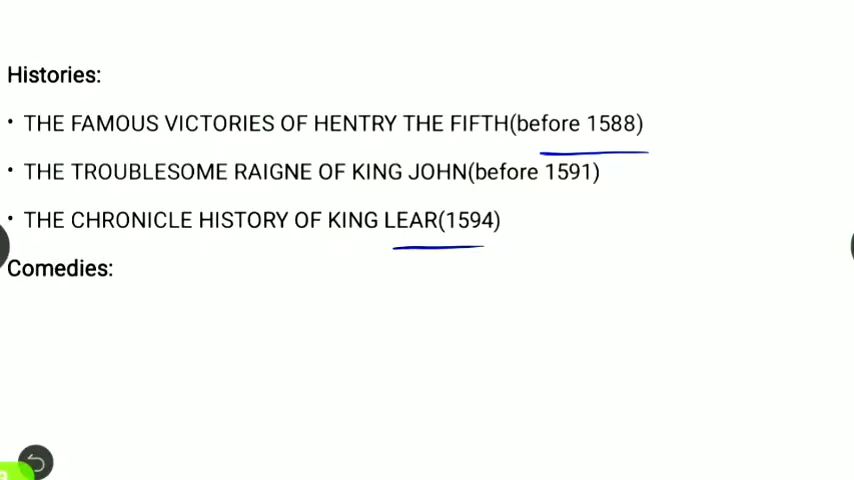 Histories:
• THE FAMOUS VICTORIES OF HENTRY THE FIFTH(before 1588)
• THE TROUBLESOME RAIGNE OF KING JOHN(before 1591)
• THE CHRONICLE HISTORY OF KING LEAR(1594)
Comedies: